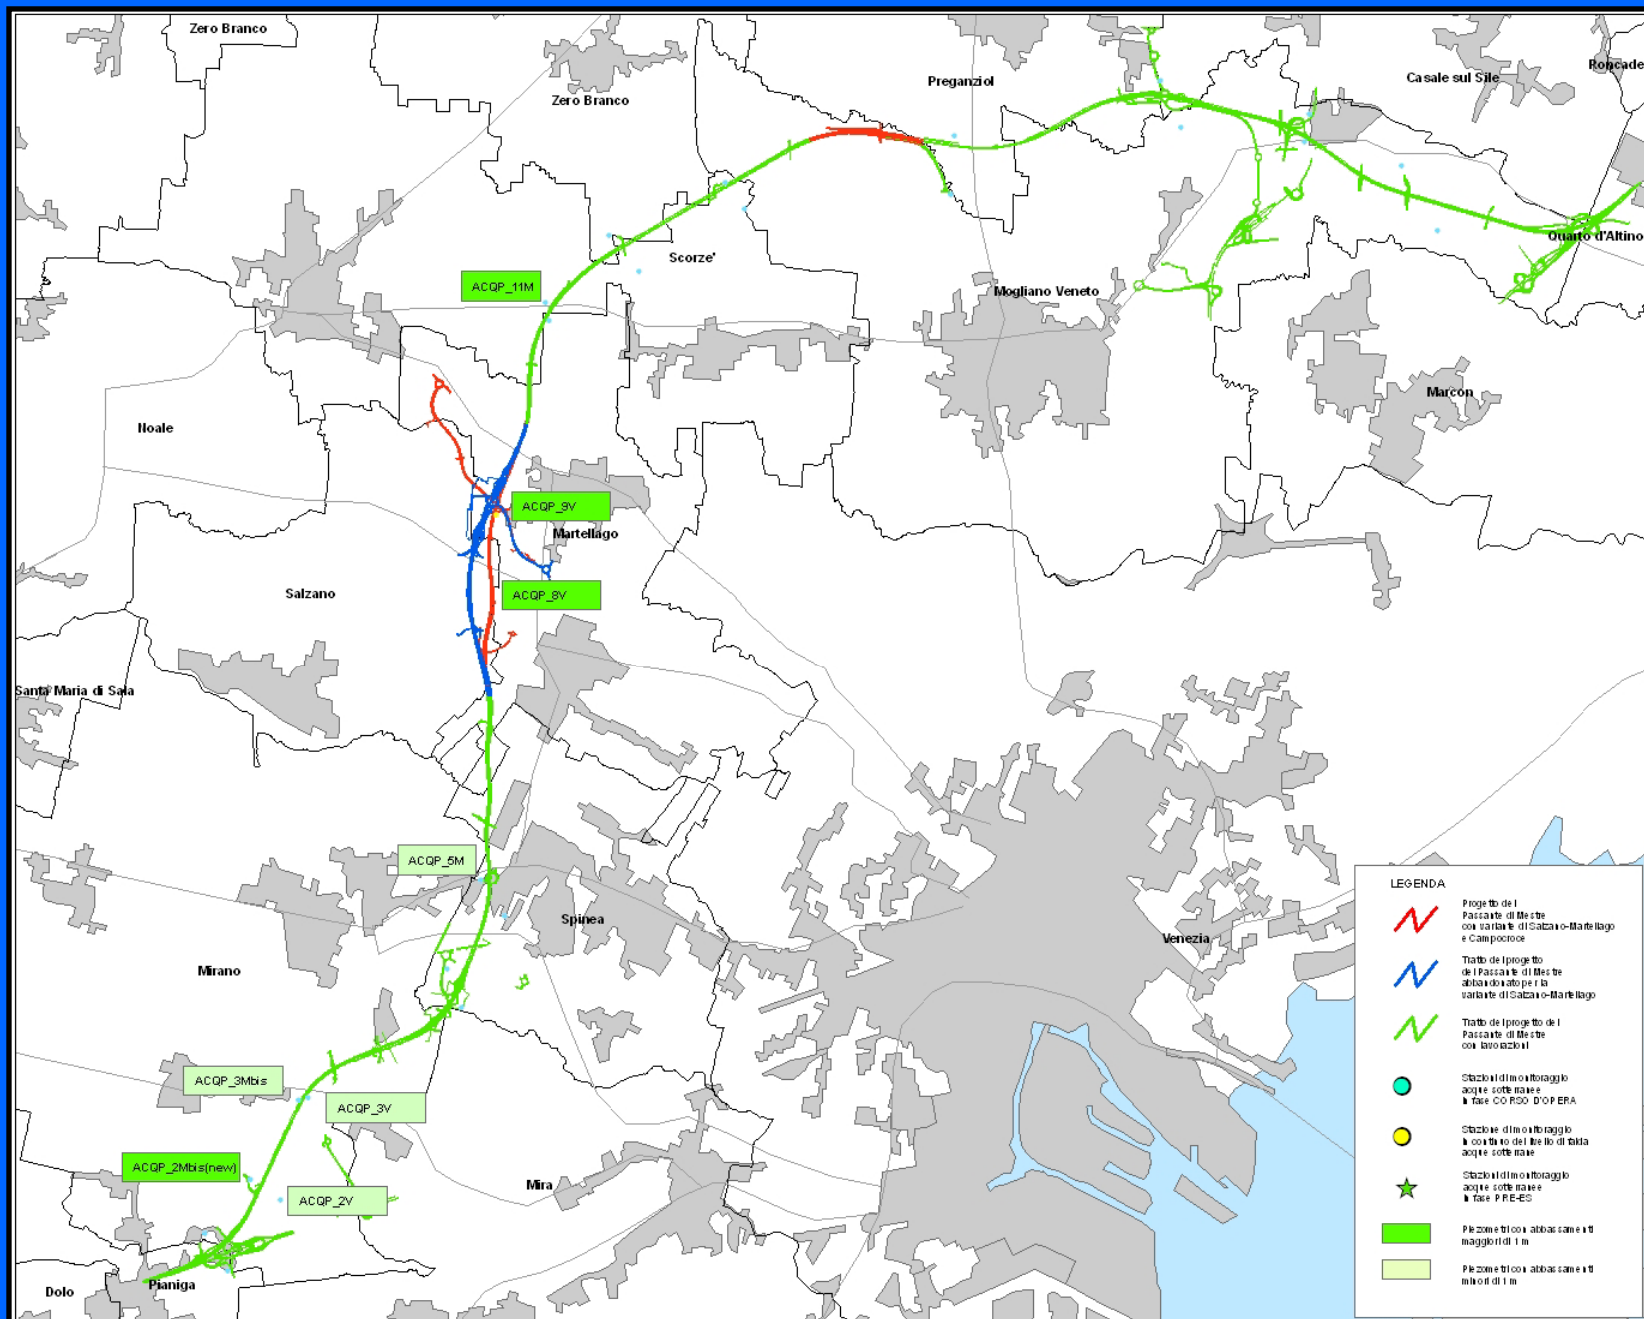 Zero Branco
Roncade
Casale sul Sile
Preganziol
Zero Branco
Quarto d'Altino
Scorze'
ACQP_11M
Mogliano Veneto
Marcon
Noale
ACQP_9V
Martellago
Salzano
ACQP_8V
Santa Maria di Sala
ACQP_5M
Spinea
Venezia
Mirano
ACQP_3Mbis
ACQP_3V
ACQP_2Mbis(new)
Mira
ACQP_2V
Pianiga
Dolo
LEGENDA
Progetto del
Passante di Mestre
con variante di Salzano-Martellago
e Campocroce
Tratto del progetto
del Passante di Mestre
abbandonato per la
variante di Salzano-Martellago
Tratto del progetto del
Passante di Mestre
con lavorazioni
Stazioni di monitoraggio
acque sotterranee
in fase CORSO D'OPERA
Stazione di monitoraggio
in continuo del livello di falda
acque sotterrane
Stazioni di monitoraggio
acque sotterranee
in fase PRE-ES
Piezometri con abbassamenti
maggiori di 1 m
Piezometri con abbassamenti
minori di 1 m